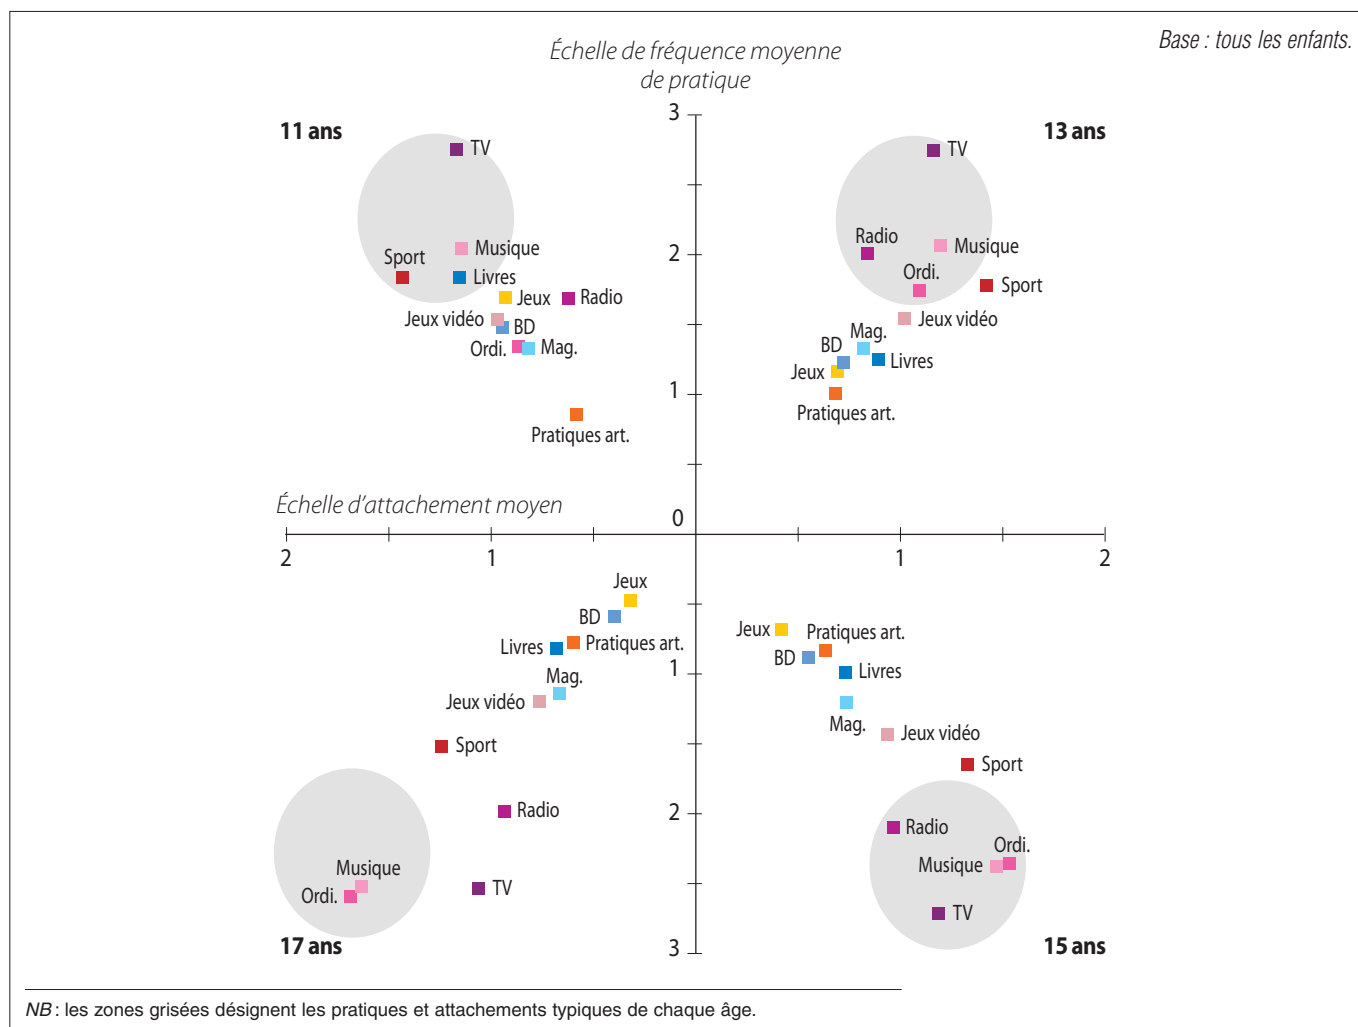 Base : tous les enfants.
Échelle de fréquence moyenne
de pratique
11 ans
3
13 ans
TV
TV
Sport
Musique
Livres
2
Radio
Musique
Ordi.
Sport
Jeux
Radio
Jeux vidéo
BD
Ordi.
Mag.
Jeux vidéo
Mag.
BD
Livres
Jeux
1
Pratiques art.
Pratiques art.
Échelle d'attachement moyen
0
2
1
1
2
Jeux
BD
Pratiques art.
Livres
Mag.
Jeux vidéo
Sport
Radio
Musique
Ordi.
TV
17 ans
Jeux
Pratiques art.
BD
1
Livres
Mag.
Jeux vidéo
Sport
2
Radio
Ordi.
Musique
TV
3
15 ans
NB : les zones grisées désignent les pratiques et attachements typiques de chaque âge.